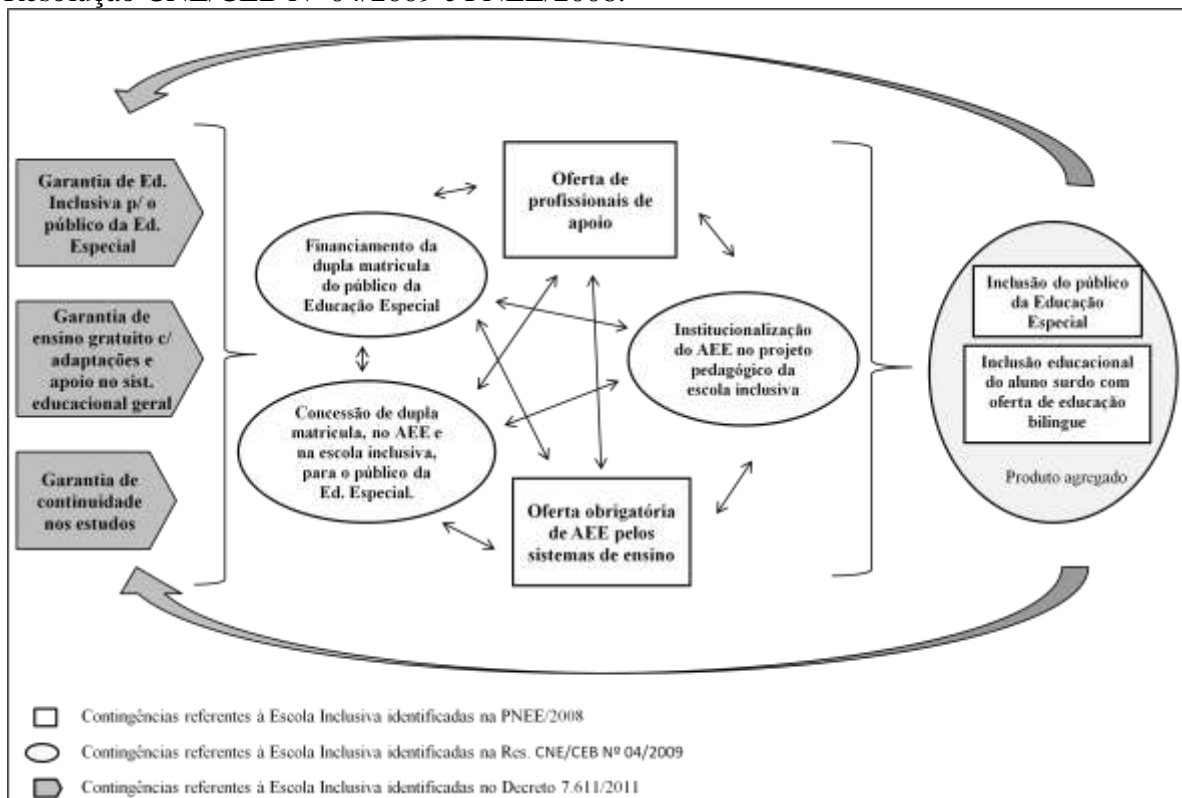 Resolução CNE/CEB Nº 04/2009 e PNEE/2008.
Garantia de Ed.
Inclusiva p/ o
público da Ed.
Especial
Garantia de
ensino gratuito c/
adaptações e
apoio no sist.
educacional geral
Garantia de
continuidade
nos estudos
Financiamento da
dupla matricula
do público da
Educação Especial
Concessão de dupla
matricula, no AEE e
na escola inclusiva,
para o público da
Ed. Especial.
Oferta de
profissionais de
apoio
Oferta obrigatória
de AEE pelos
sistemas de ensino
Institucionalização
do AEE no projeto
pedagógico da
escola inclusiva
Inclusão do público
da Educação
Especial
Inclusão educacional
do aluno surdo com
oferta de educação
bilingue
Produto agregado
Contingências referentes à Escola Inclusiva identificadas na PNEE/2008
Contingências referentes à Escola Inclusiva identificadas na Res. CNE/CEB Nº 04/2009
Contingências referentes à Escola Inclusiva identificadas no Decreto 7.611/2011